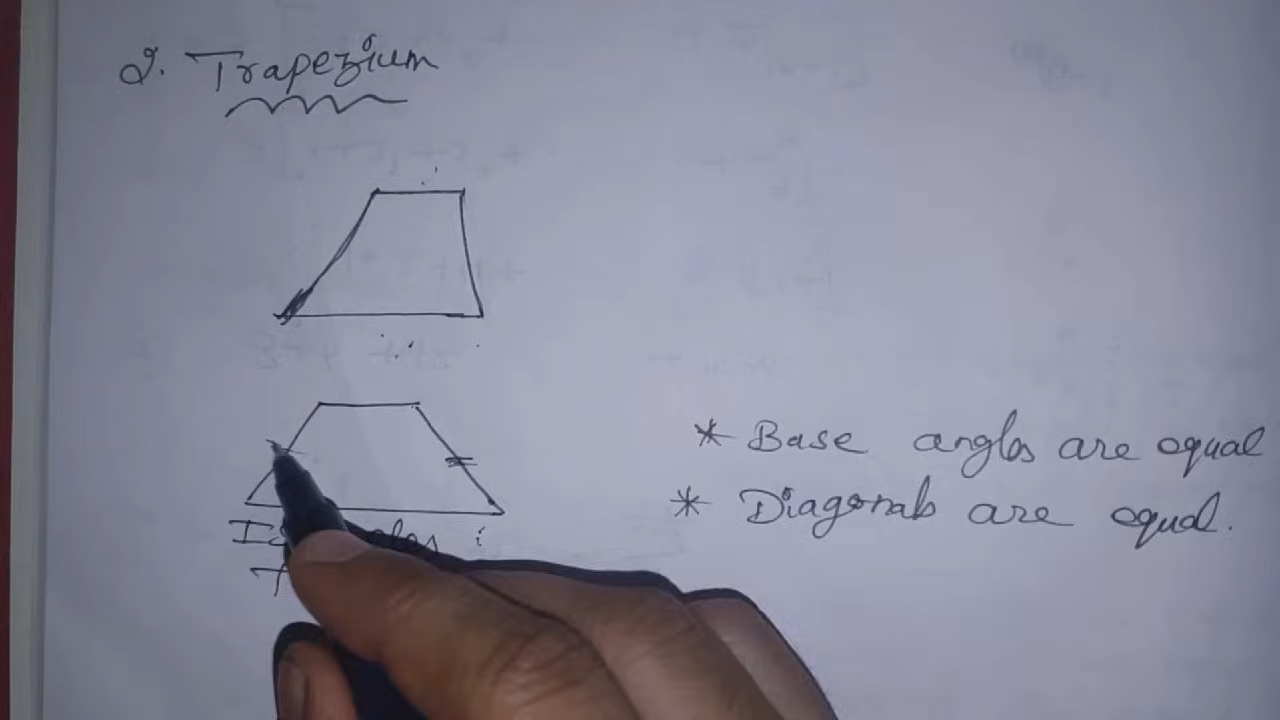 2. Trapezium
* Base angles are equal
* Diagonals are equal.